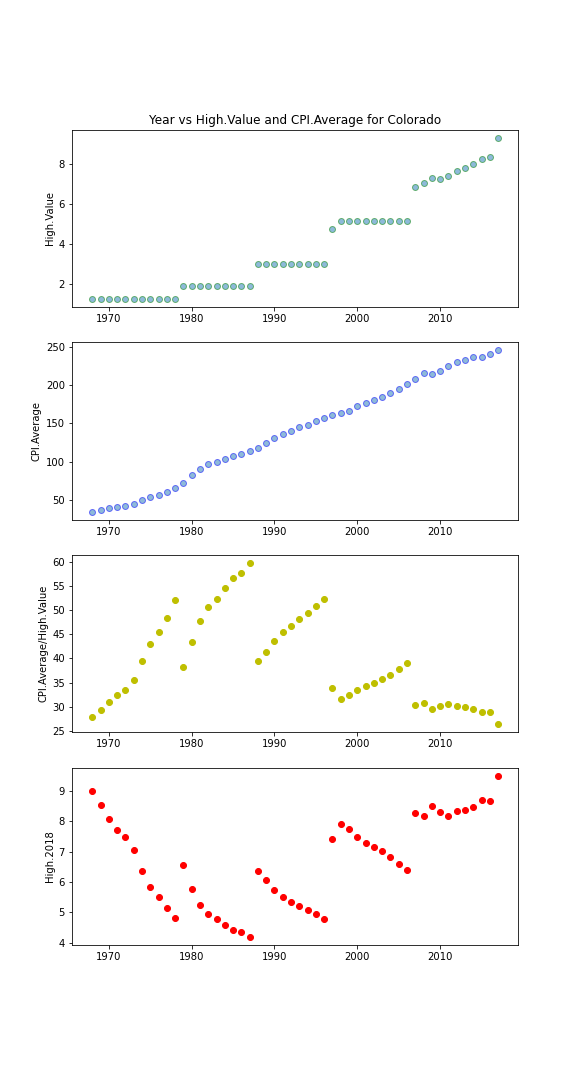 Year vs High.Value and CPI.Average for Colorado
High.Value
8
6
4
2
1970 1980 1990 2000 2010
CPI.Average
250
200
150
100
50
1970 1980 1990 2000 2010
CPI.Average/High.Value
60
55
50
45
40
35
30
25
1970 1980 1990 2000 2010
High.2018
9
8
7
6
5
4
1970 1980 1990 2000 2010